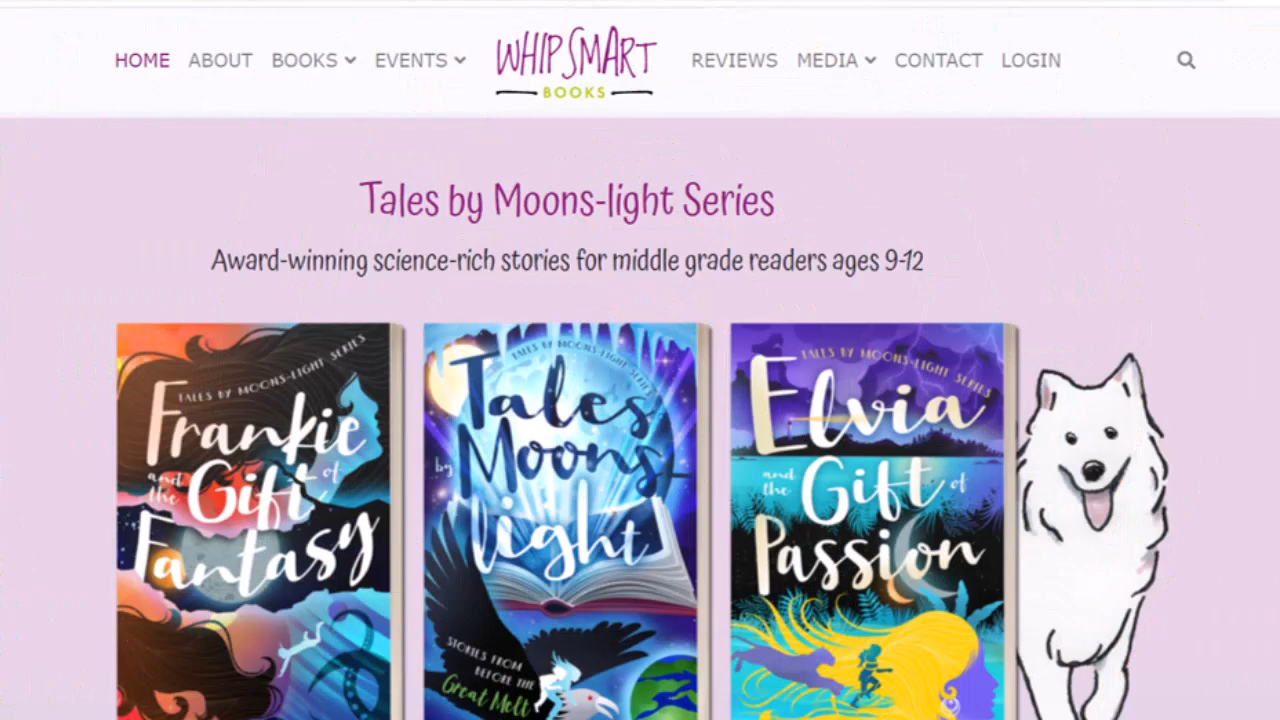 HOME ABOUT BOOKS EVENTS WHIPSMART BOOKS REVIEWS MEDIA CONTACT LOGIN
Tales by Moons-light Series
Award-winning science-rich stories for middle grade readers ages 9-12
TALES BY MOONS-LIGHT SERIES
Frankie
and the Gift of
Fantasy
TALES BY MOONS-LIGHT SERIES
Tales
by Moons
light
STORIES FROM
BEFORE THE
Great Melt
TALES BY MOONS-LIGHT SERIES
Elvia
and the Gift of
Passion